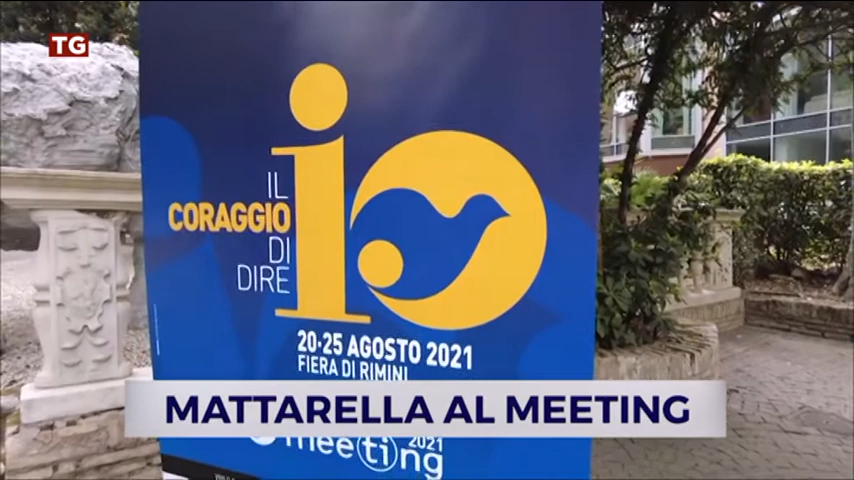 TG
IL
CORAGGIO
DI
DIRE
io
20-25 AGOSTO 2021
FIERA DI RIMINI
MATTARELLA AL MEETING
meeting
2021